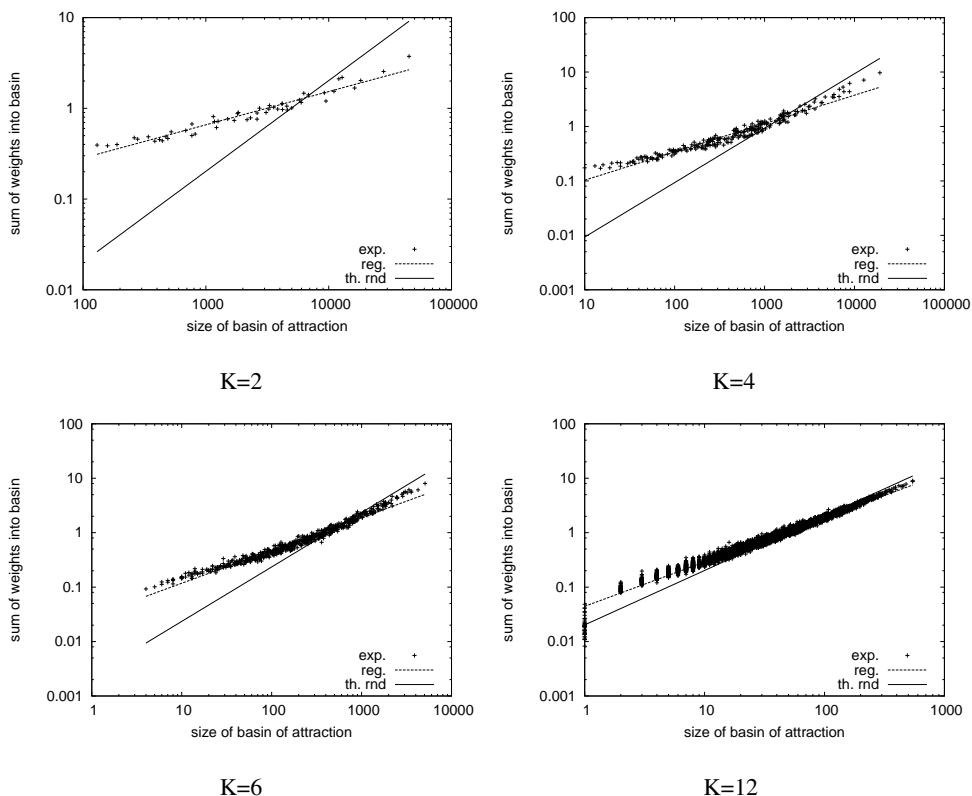 10
1
0.1
0.01
100 1000 10000 100000
sum of weights into basin
size of basin of attraction
exp.
reg.
th. rnd
K=2
100
10
1
0.1
0.01
0.001
10 100 1000 10000 100000
sum of weights into basin
size of basin of attraction
exp.
reg.
th. rnd
K=4
100
10
1
0.1
0.01
0.001
1 10 100 1000 10000
sum of weights into basin
size of basin of attraction
exp.
reg.
th. rnd
K=6
100
10
1
0.1
0.01
0.001
1 10 100 1000
sum of weights into basin
size of basin of attraction
exp.
reg.
th. rnd
K=12